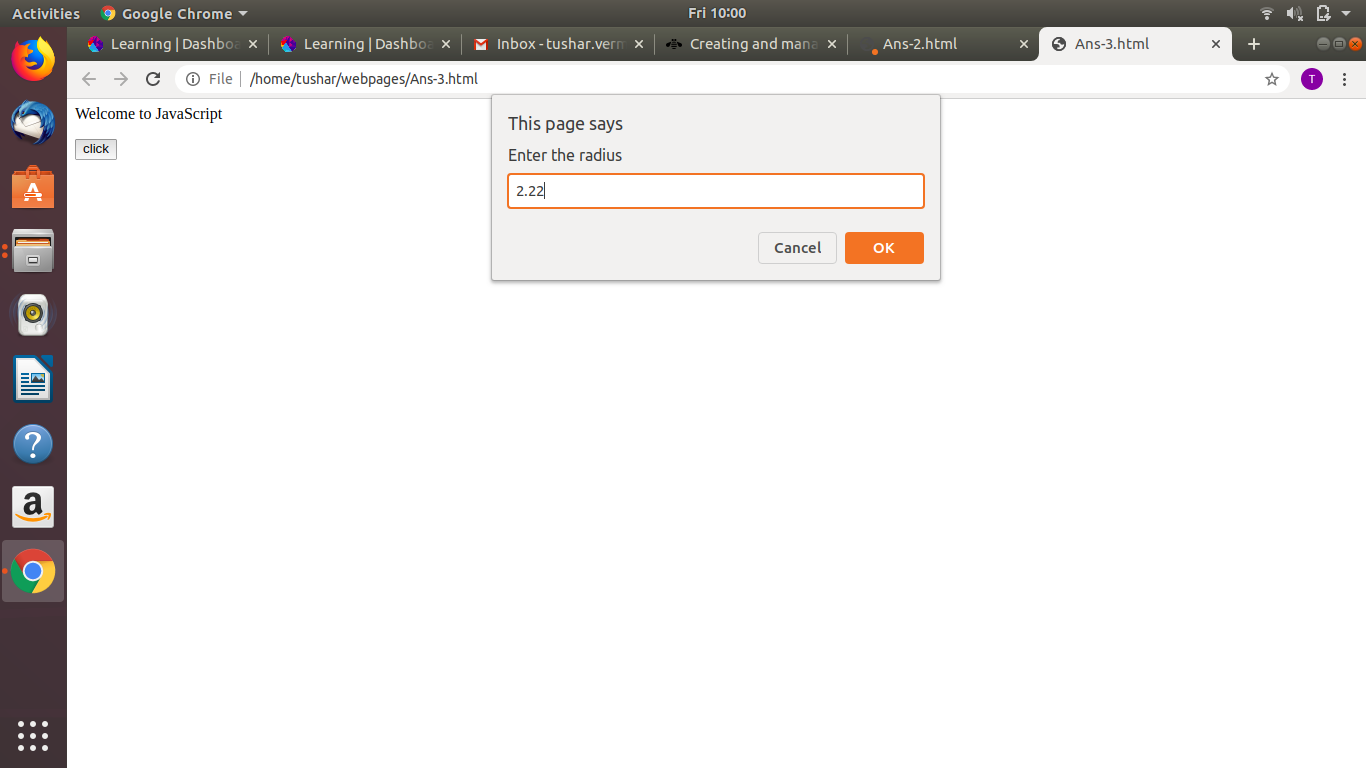 Activities Google Chrome Fri 10:00
Learning | Dashboa Learning | Dashboa Inbox - tushar.verm Creating and mana Ans-2.html Ans-3.html
File /home/tushar/webpages/Ans-3.html T
Welcome to JavaScript
click
This page says
Enter the radius
2.22
Cancel OK